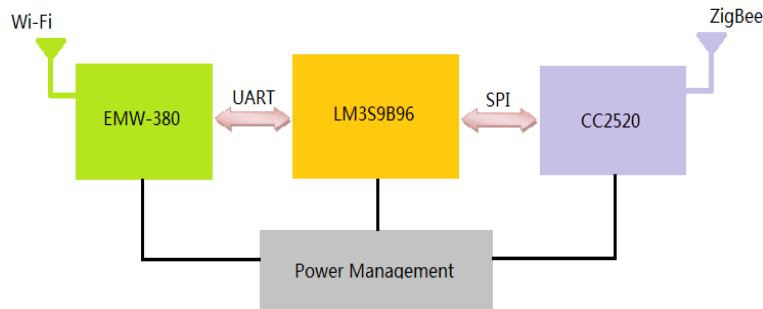 Wi-Fi
ZigBee
EMW-380
UART
LM3S9B96
SPI
CC2520
Power Management